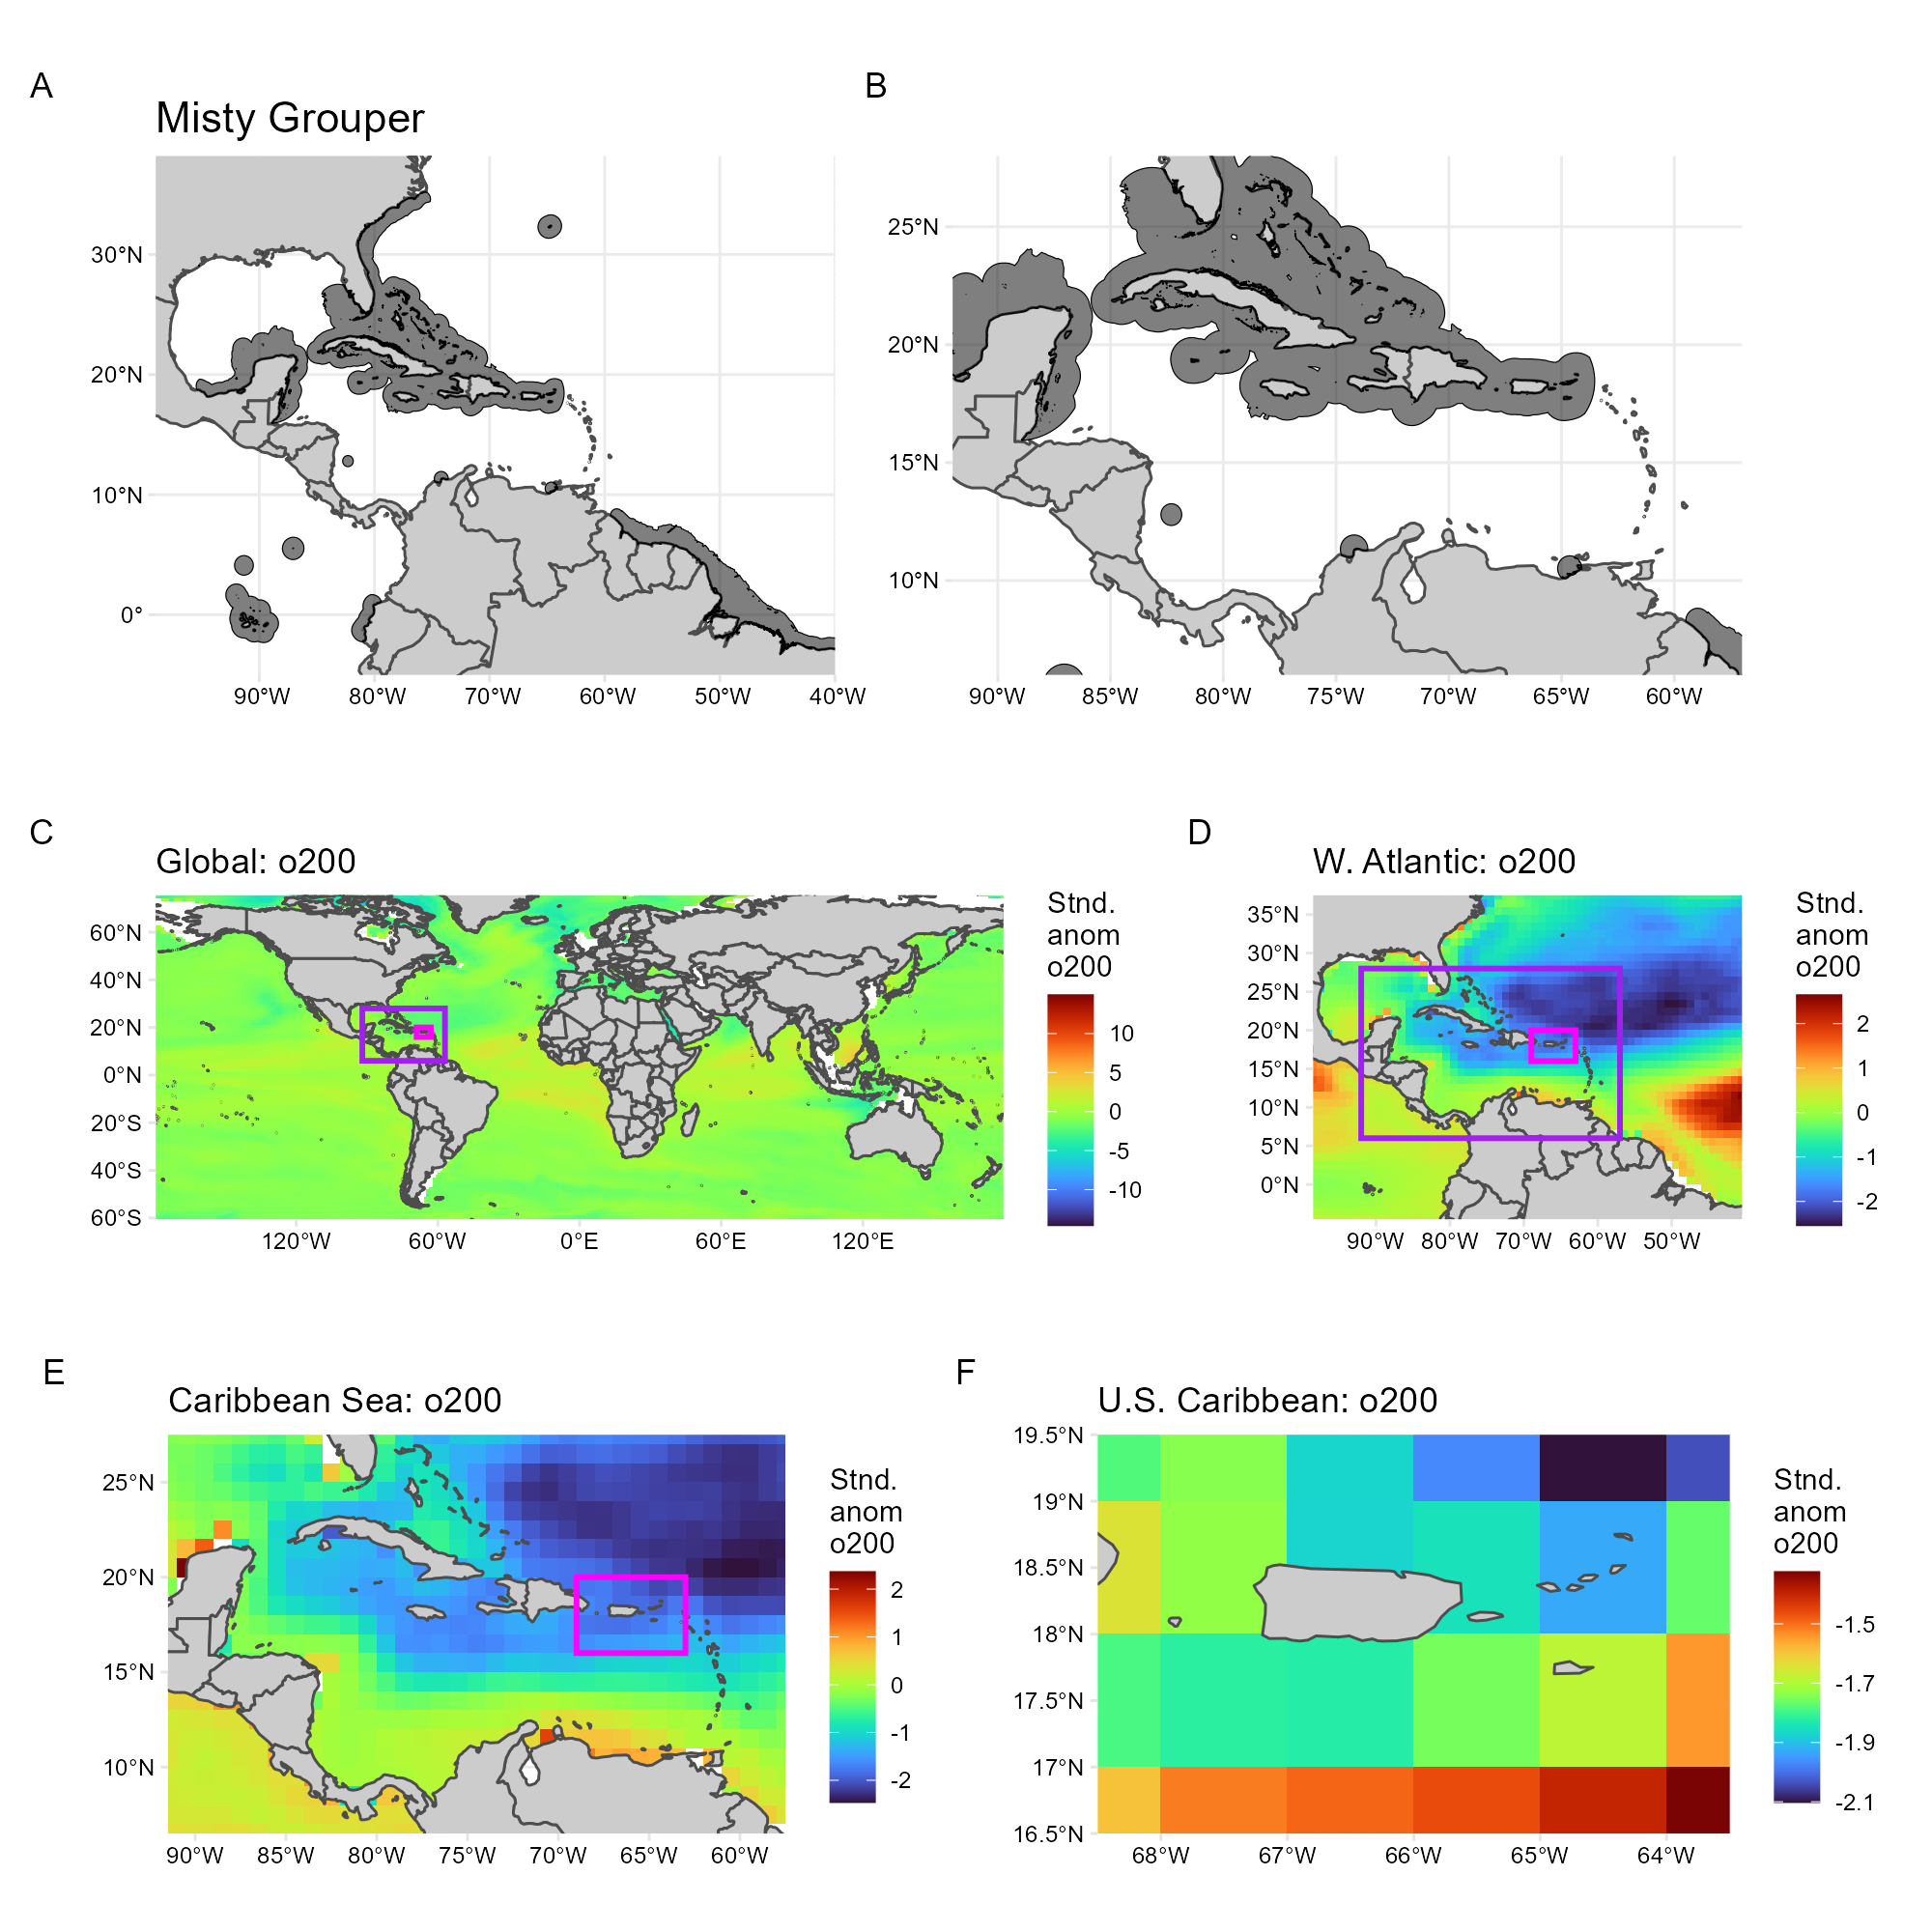 A
B
Misty Grouper
30°N
20°N
10°N
0°
90°W 80°W 70°W 60°W 50°W 40°W
25°N
20°N
15°N
10°N
90°W 85°W 80°W 75°W 70°W 65°W 60°W
C
D
Global: o200
60°N
40°N
20°N
0°N
20°S
40°S
60°S
120°W 60°W 0°E 60°E 120°E
Stnd.
anom
o200
10
5
0
-5
-10
W. Atlantic: o200
35°N
30°N
25°N
20°N
15°N
10°N
5°N
0°N
90°W 80°W 70°W 60°W 50°W
Stnd.
anom
o200
2
1
0
-1
-2
E
F
Caribbean Sea: o200
25°N
20°N
15°N
10°N
90°W 85°W 80°W 75°W 70°W 65°W 60°W
Stnd.
anom
o200
2
1
0
-1
-2
U.S. Caribbean: o200
19.5°N
19°N
18.5°N
18°N
17.5°N
17°N
16.5°N
68°W 67°W 66°W 65°W 64°W
Stnd.
anom
o200
-1.5
-1.7
-1.9
-2.1